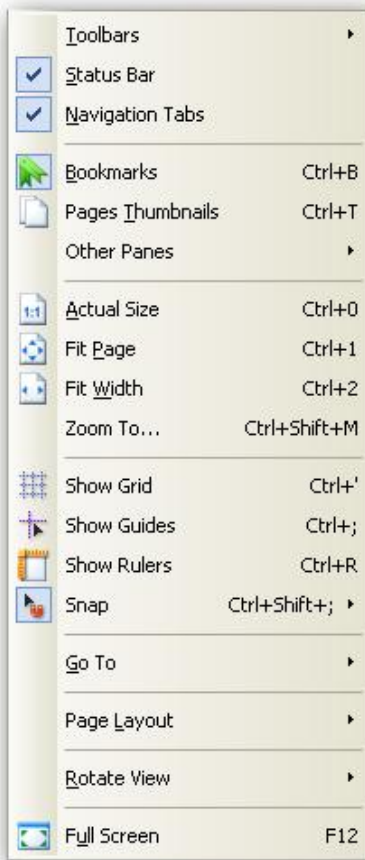 Toolbars
Status Bar
Navigation Tabs
Bookmarks Ctrl+B
Pages Thumbnails Ctrl+T
Other Panes
1:1 Actual Size Ctrl+0
Fit Page Ctrl+1
Fit Width Ctrl+2
Zoom To... Ctrl+Shift+M
Show Grid Ctrl+'
Show Guides Ctrl+;
Show Rulers Ctrl+R
Snap Ctrl+Shift+;
Go To
Page Layout
Rotate View
Full Screen F12